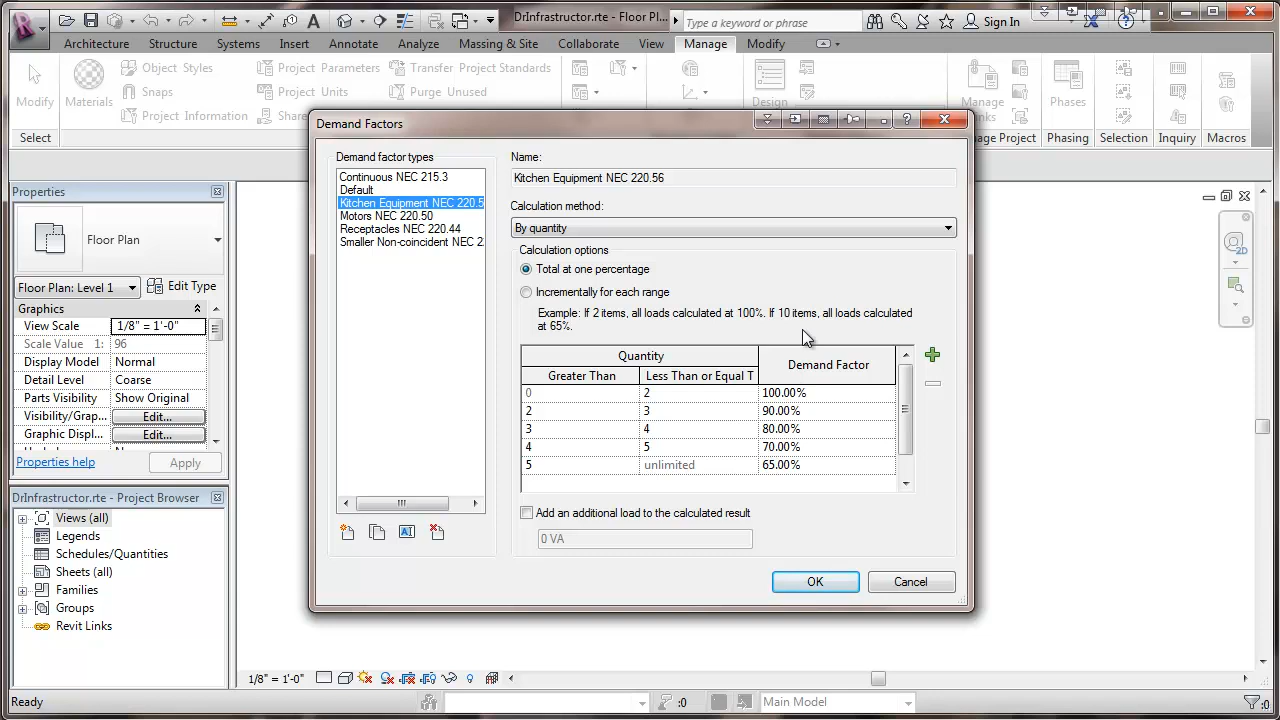 DrInfrastructor.rte - Floor Pl...
Type a keyword or phrase
Sign In
Architecture
Structure
Systems
Insert
Annotate
Analyze
Massing & Site
Collaborate
View
Manage
Modify
Modify
Materials
Object Styles
Snaps
Project Information
Project Parameters
Project Units
Transfer Project Standards
Purge Unused
Design
Manage
Phases
Select
Phasing
Selection
Inquiry
Macros
Properties
Floor Plan
Floor Plan: Level 1
Edit Type
Graphics
View Scale
1/8" = 1'-0"
Scale Value 1:
96
Display Model
Normal
Detail Level
Coarse
Parts Visibility
Show Original
Visibility/Grap...
Edit...
Graphic Displ...
Edit...
Properties help
Apply
DrInfrastructor.rte - Project Browser
Views (all)
Legends
Schedules/Quantities
Sheets (all)
Families
Groups
Revit Links
Demand Factors
Demand factor types
Continuous NEC 215.3
Default
Kitchen Equipment NEC 220.5
Motors NEC 220.50
Receptacles NEC 220.44
Smaller Non-coincident NEC 2
Name:
Kitchen Equipment NEC 220.56
Calculation method:
By quantity
Calculation options
Total at one percentage
Incrementally for each range
Example: If 2 items, all loads calculated at 100%. If 10 items, all loads calculated
at 65%.
Quantity
Demand Factor
Greater Than
Less Than or Equal T
0 2 100.00%
2 3 90.00%
3 4 80.00%
4 5 70.00%
5 unlimited 65.00%
Add an additional load to the calculated result
0 VA
OK
Cancel
1/8" = 1'-0"
Ready
:0
Main Model
:0